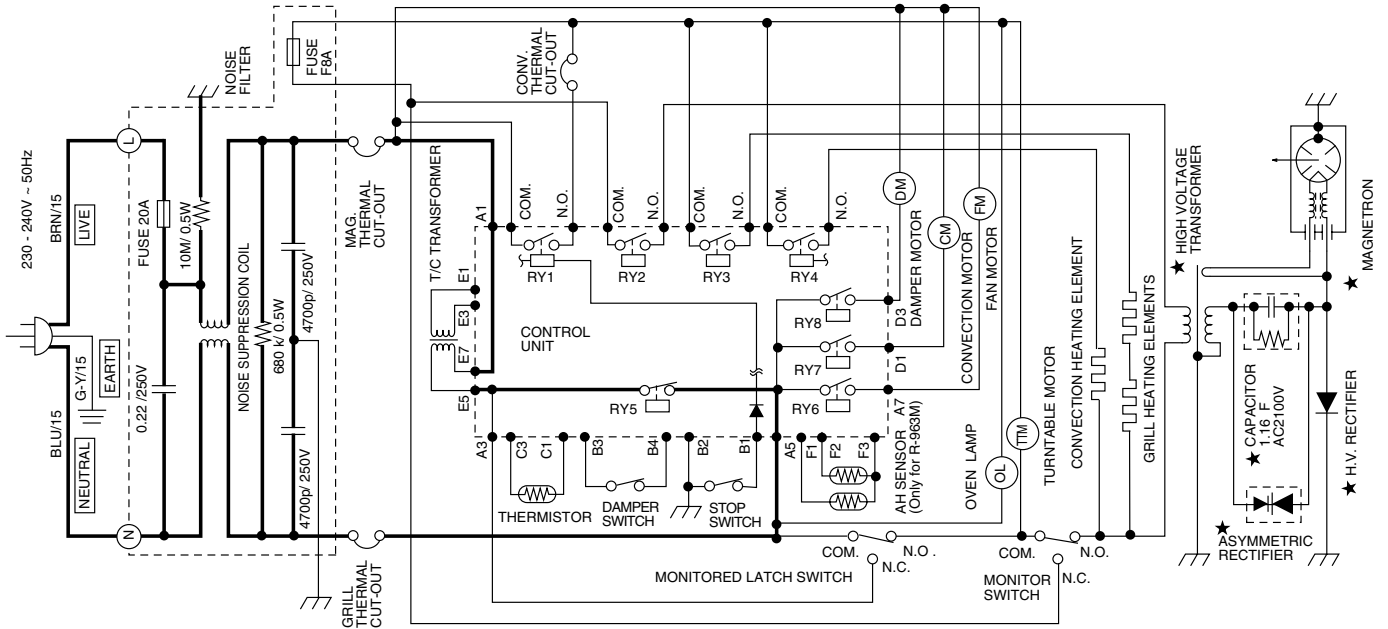 230 - 240V ~ 50Hz
BRN/15
LIVE
G-Y/15
EARTH
BLU/15
NEUTRAL
L
N
FUSE 20A
10M/ 0.5W
0.22 /250V
NOISE
FILTER
NOISE SUPPRESSION COIL
680 k/ 0.5W
4700p/ 250V
4700p/ 250V
FUSE
F8A
MAG.
THERMAL
CUT-OUT
GRILL
THERMAL
CUT-OUT
T/C TRANSFORMER
CONV.
THERMAL
CUT-OUT
A1
COM.
N.O.
COM.
N.O.
COM.
N.O.
COM.
N.O.
RY1
RY2
RY3
RY4
E1
E3
E7
E5
CONTROL
UNIT
RY5
RY8
RY7
RY6
D3
D1
A7
A3
C3
C1
B3
B4
B2
B1
A5
F1
F2
F3
THERMISTOR
DAMPER
SWITCH
STOP
SWITCH
AH SENSOR
(Only for R-963M)
DM
DAMPER MOTOR
CM
CONVECTION MOTOR
FM
FAN MOTOR
OVEN LAMP
OL
TTM
TURNTABLE MOTOR
CONVECTION HEATING ELEMENT
GRILL HEATING ELEMENTS
COM.
N.O .
N.C.
MONITORED LATCH SWITCH
COM.
N.O.
N.C.
MONITOR
SWITCH
★ HIGH VOLTAGE
TRANSFORMER
★ CAPACITOR
1.16 F
AC2100V
★ ASYMMETRIC
RECTIFIER
★ H.V. RECTIFIER
★ MAGNETRON